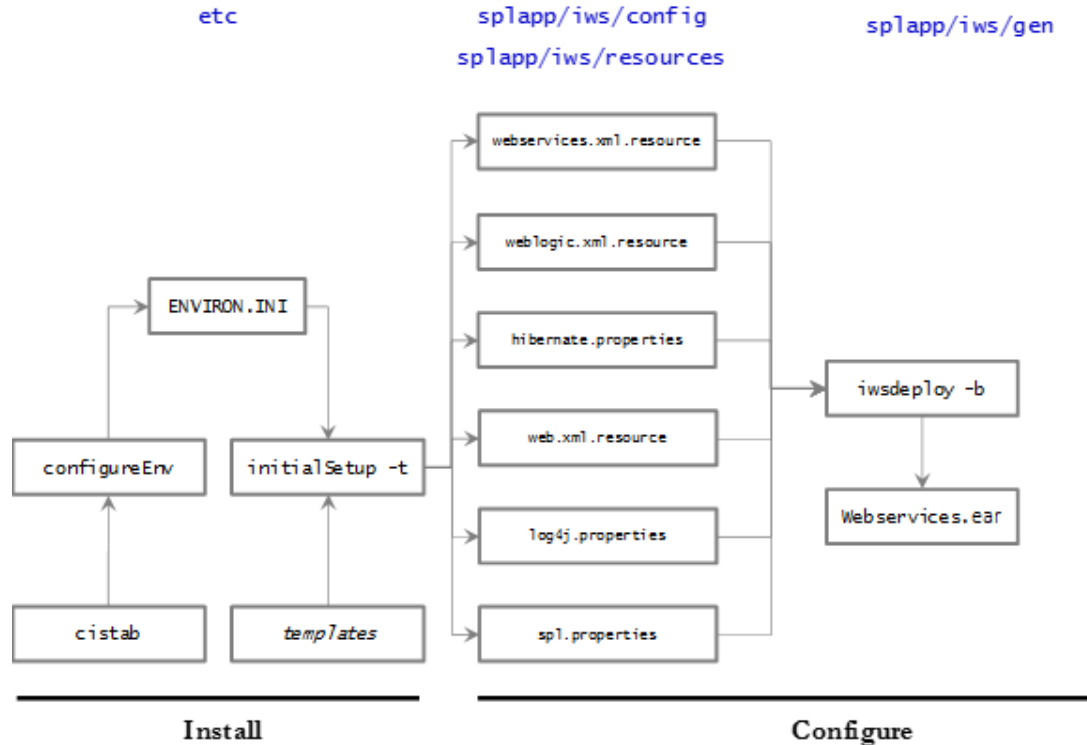 etc
splapp/iws/config
splapp/iws/resources
splapp/iws/gen
webservices.xml.resource
weblogic.xml.resource
ENVIRON.INI
hibernate.properties
iwsdeploy -b
configureEnv
initialSetup -t
web.xml.resource
Webservices.ear
log4j.properties
cistab
templates
spl.properties
Install
Configure